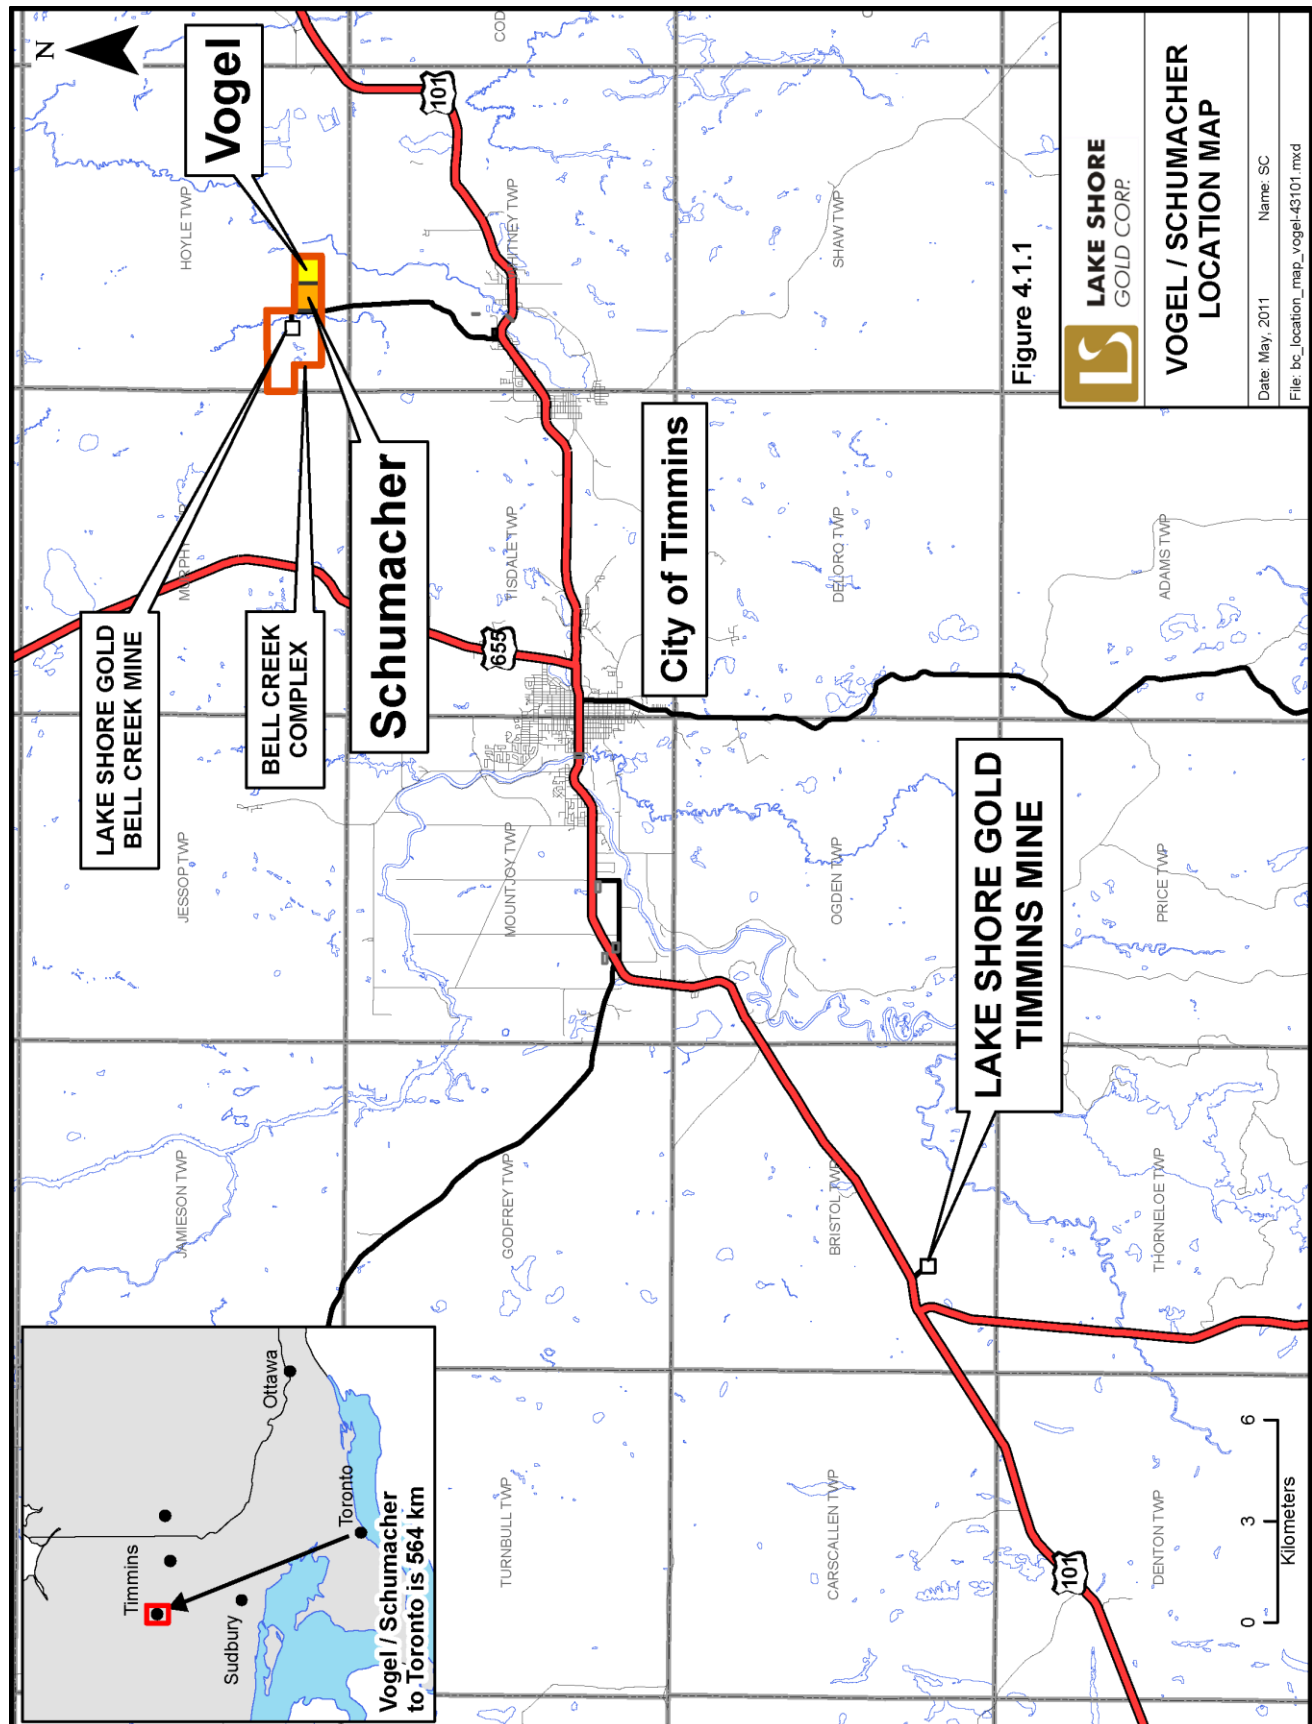 N
Vogel
COD
101
HOYLE TWP
WHITNEY TWP
SHAW TWP
LAKE SHORE GOLD
BELL CREEK MINE
BELL CREEK
COMPLEX
Schumacher
655
TISDALE TWP
City of Timmins
DELORO TWP
ADAMS TWP
JESSOP TWP
MOUNTJOY TWP
OGDEN TWP
PRICE TWP
LAKE SHORE GOLD
TIMMINS MINE
JAMIESON TWP
GODFREY TWP
BRISTOL TWP
THORNELOE TWP
TURNBULL TWP
CARSCALLEN TWP
DENTON TWP
101
Timmins
Sudbury
Ottawa
Toronto
Vogel / Schumacher
to Toronto is 564 km
0 3 6
Kilometers
Figure 4.1.1
LS
LAKE SHORE
GOLD CORP.
VOGEL / SCHUMACHER
LOCATION MAP
Date: May, 2011 Name: SC
File: bc_location_map_vogel-43101.mxd